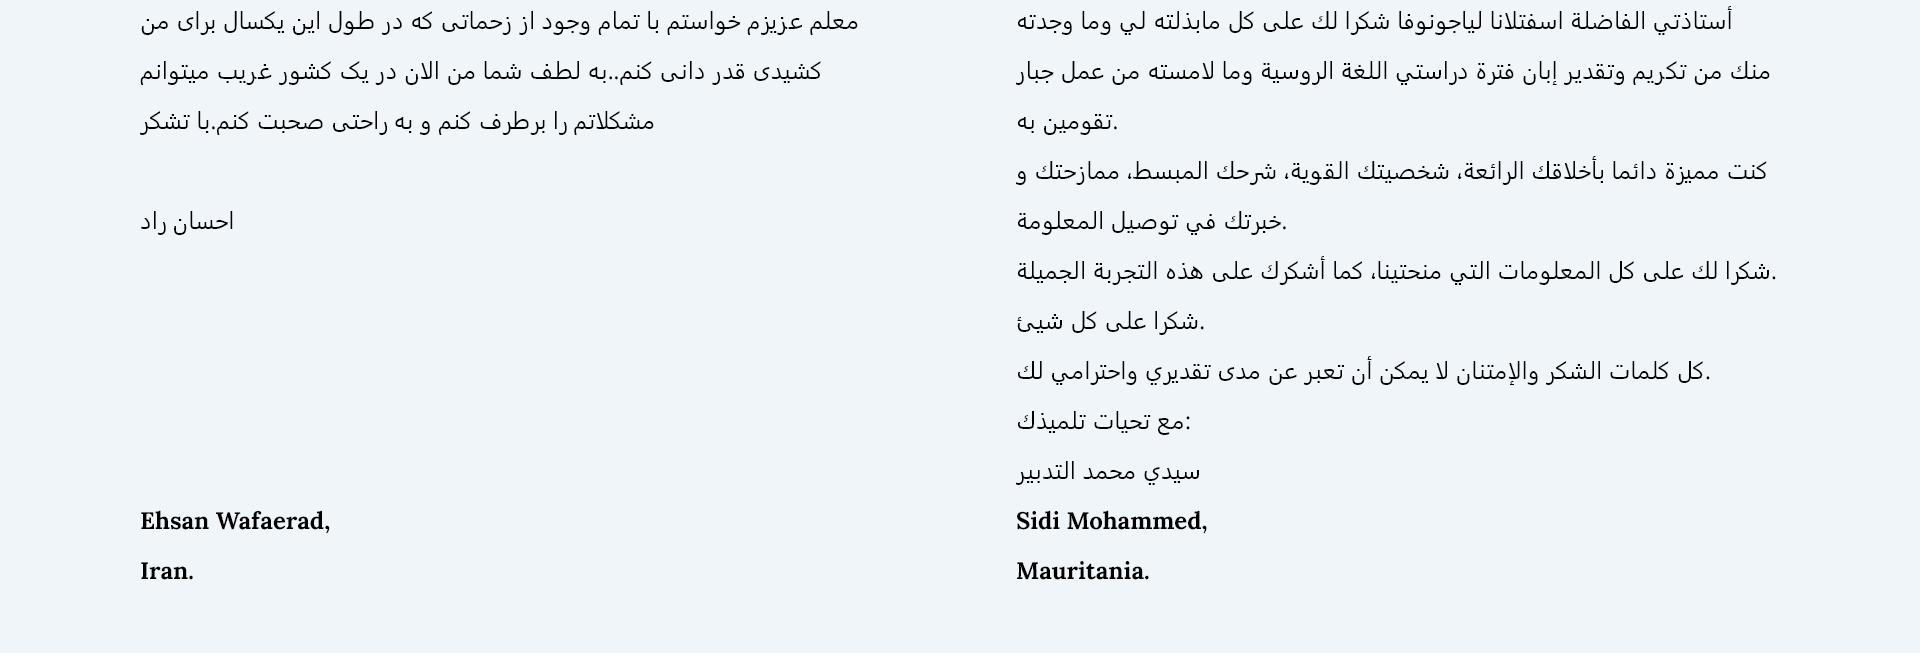 معلم عزیزم خواستم با تمام وجود از زحماتی که در طول این یکسال برای من
کشیدی قدر دانی کنم..به لطف شما من الان در یک کشور غریب میتوانم
مشکلاتم را برطرف کنم و به راحتی صحبت کنم.با تشکر
احسان راد
Ehsan Wafaerad,
Iran.
أستاذتي الفاضلة اسفتلانا لياجونوفا شكرا لك على كل مابذلته لي وما وجدته
منك من تكريم وتقدير إبان فترة دراستي اللغة الروسية وما لامسته من عمل جبار
تقومين به.
كنت مميزة دائما بأخلاقك الرائعة، شخصيتك القوية، شرحك المبسط، ممازحتك و
خبرتك في توصيل المعلومة.
شكرا لك على كل المعلومات التي منحتينا، كما أشكرك على هذه التجربة الجميلة.
شكرا على كل شيئ.
كل كلمات الشكر والإمتنان لا يمكن أن تعبر عن مدى تقديري واحترامي لك.
مع تحيات تلميذك:
سيدي محمد التدبير
Sidi Mohammed,
Mauritania.